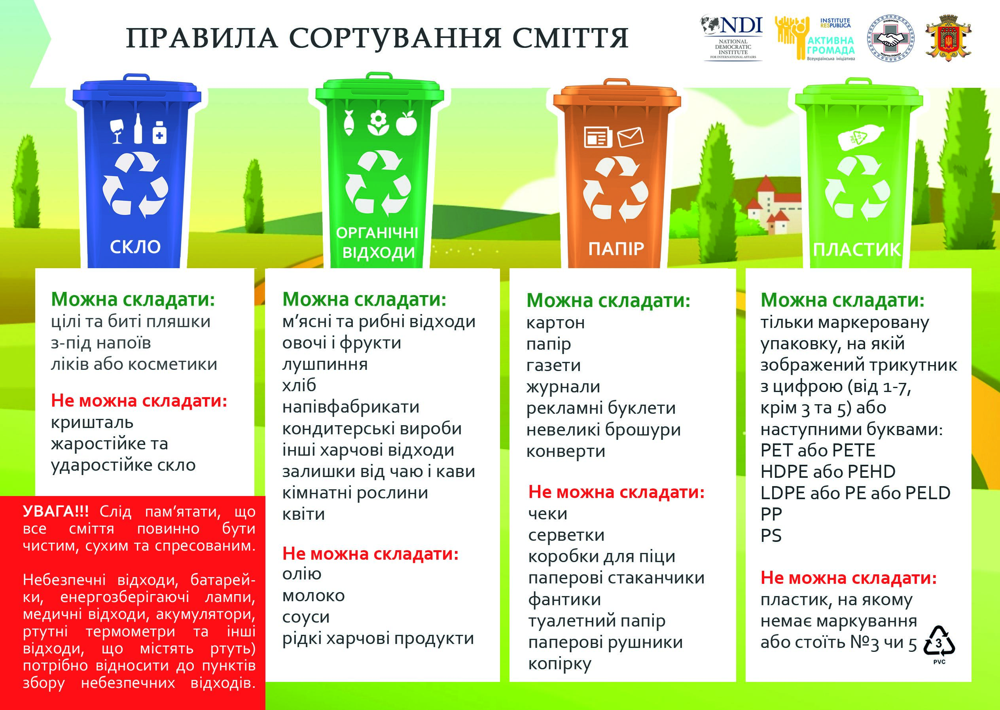 ПРАВИЛА СОРТУВАННЯ СМІТТЯ
NDI
NATIONAL
DEMOCRATIC
INSTITUTE
FOR INTERNATIONAL AFFAIRS
INSTITUTE
RESPUBLICA
АКТИВНА
ГРОМАДА
Всеукраїнська ініціатива
БУКОВИНСЬКА
МЕДИЧНА ГРОМАДА
СКЛО
Можна складати:
цілі та биті пляшки
з-під напоїв
ліків або косметики
Не можна складати:
кришталь
жаростійке та
ударостійке скло
УВАГА!!! Слід пам’ятати, що
все сміття повинно бути
чистим, сухим та спресованим.
Небезпечні відходи, батарей-
ки, енергозберігаючі лампи,
медичні відходи, акумулятори,
ртутні термометри та інші
відходи, що містять ртуть)
потрібно відносити до пунктів
збору небезпечних відходів.
ОРГАНІЧНІ
ВІДХОДИ
Можна складати:
м’ясні та рибні відходи
овочі і фрукти
лушпиння
хліб
напівфабрикати
кондитерські вироби
інші харчові відходи
залишки від чаю і кави
кімнатні рослини
квіти
Не можна складати:
олію
молоко
соуси
рідкі харчові продукти
ПАПІР
Можна складати:
картон
папір
газети
журнали
рекламні буклети
невеликі брошури
конверти
Не можна складати:
чеки
серветки
коробки для піци
паперові стаканчики
фантики
туалетний папір
паперові рушники
копірку
01
PET
ПЛАСТИК
Можна складати:
тільки маркеровану
упаковку, на якій
зображений трикутник
з цифрою (від 1-7,
крім 3 та 5) або
наступними буквами:
PET або PETE
HDPE або PEHD
LDPE або PE або PELD
PP
PS
Не можна складати:
пластик, на якому
немає маркування
або стоїть №3 чи 5
3
PVC